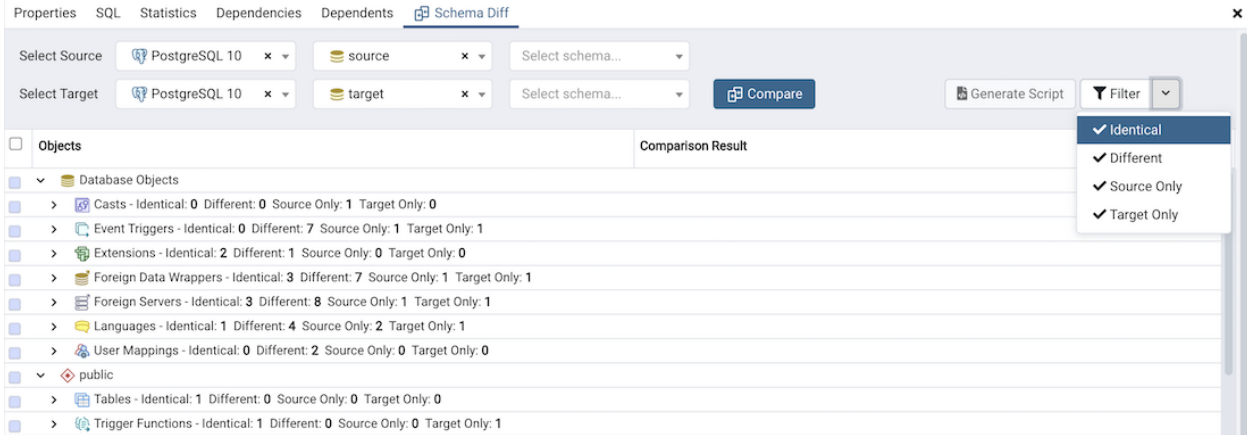 Properties SQL Statistics Dependencies Dependents Schema Diff
Select Source PostgreSQL 10 source Select schema...
Select Target PostgreSQL 10 target Select schema... Compare Generate Script Filter
Identical
Different
Source Only
Target Only
Objects Comparison Result
Database Objects
Casts - Identical: 0 Different: 0 Source Only: 1 Target Only: 0
Event Triggers - Identical: 0 Different: 7 Source Only: 1 Target Only: 1
Extensions - Identical: 2 Different: 1 Source Only: 0 Target Only: 0
Foreign Data Wrappers - Identical: 3 Different: 7 Source Only: 1 Target Only: 1
Foreign Servers - Identical: 3 Different: 8 Source Only: 1 Target Only: 1
Languages - Identical: 1 Different: 4 Source Only: 2 Target Only: 1
User Mappings - Identical: 0 Different: 2 Source Only: 0 Target Only: 0
public
Tables - Identical: 1 Different: 0 Source Only: 0 Target Only: 0
Trigger Functions - Identical: 1 Different: 0 Source Only: 0 Target Only: 1